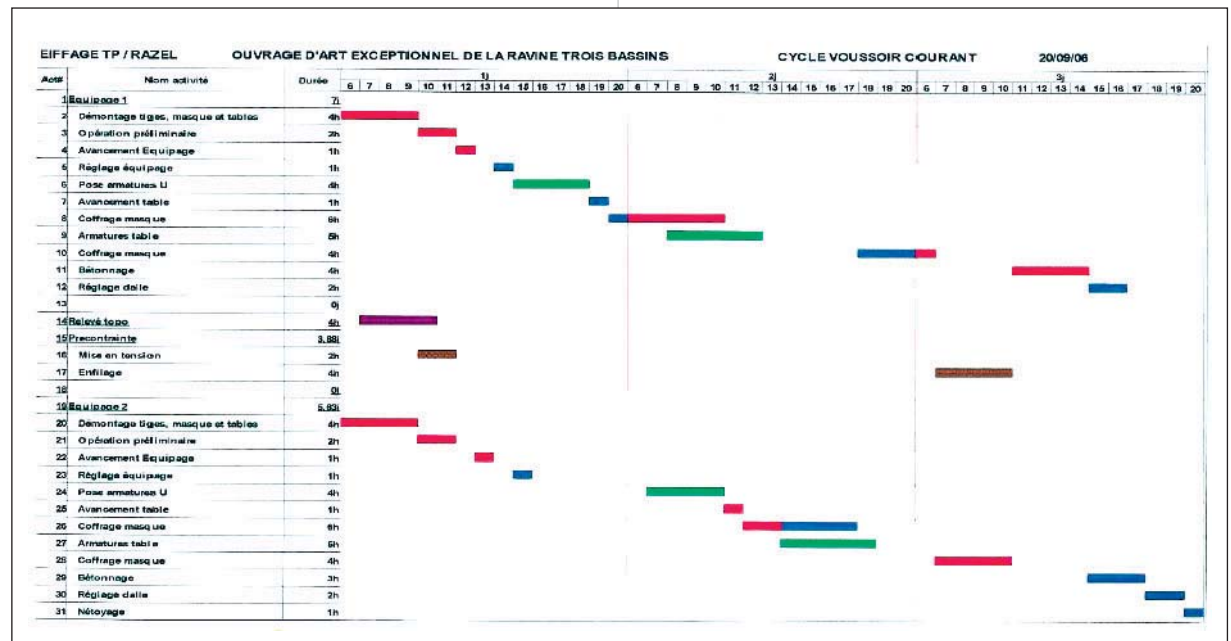 EIFFAGE TP / RAZEL OUVRAGE D'ART EXCEPTIONNEL DE LA RAVINE TROIS BASSINS CYCLE VOUSSOIR COURANT 20/09/06
Act# Nom activité Durée 1j 2j 3j
6 7 8 9 10 11 12 13 14 15 16 17 18 19 20 6 7 8 9 10 11 12 13 14 15 16 17 18 19 20 6 7 8 9 10 11 12 13 14 15 16 17 18 19 20
1 Equipage 1 7j
2 Démontage tiges, masque et tables 4h
3 Opération préliminaire 2h
4 Avancement Equipage 1h
5 Réglage équipage 1h
6 Pose armatures U 4h
7 Avancement table 1h
8 Coffrage masque 6h
9 Armatures table 5h
10 Coffrage masque 4h
11 Bétonnage 4h
12 Réglage dalle 2h
13 0j
14 Relevé topo 4h
15 Precontrainte 3,88j
16 Mise en tension 2h
17 Enfilage 4h
18 0j
19 Equipage 2 5,83j
20 Démontage tiges, masque et tables 4h
21 Opération préliminaire 2h
22 Avancement Equipage 1h
23 Réglage équipage 1h
24 Pose armatures U 4h
25 Avancement table 1h
26 Coffrage masque 6h
27 Armatures table 5h
28 Coffrage masque 4h
29 Bétonnage 3h
30 Réglage dalle 2h
31 Nétoyage 1h